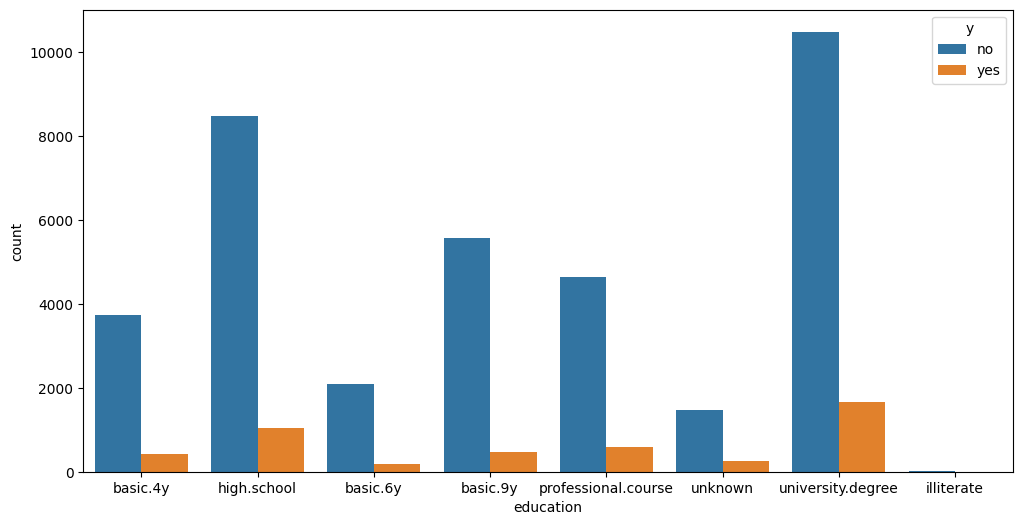 y
no
yes
10000
8000
6000
4000
2000
0
count
basic.4y high.school basic.6y basic.9y professional.course unknown university.degree illiterate
education